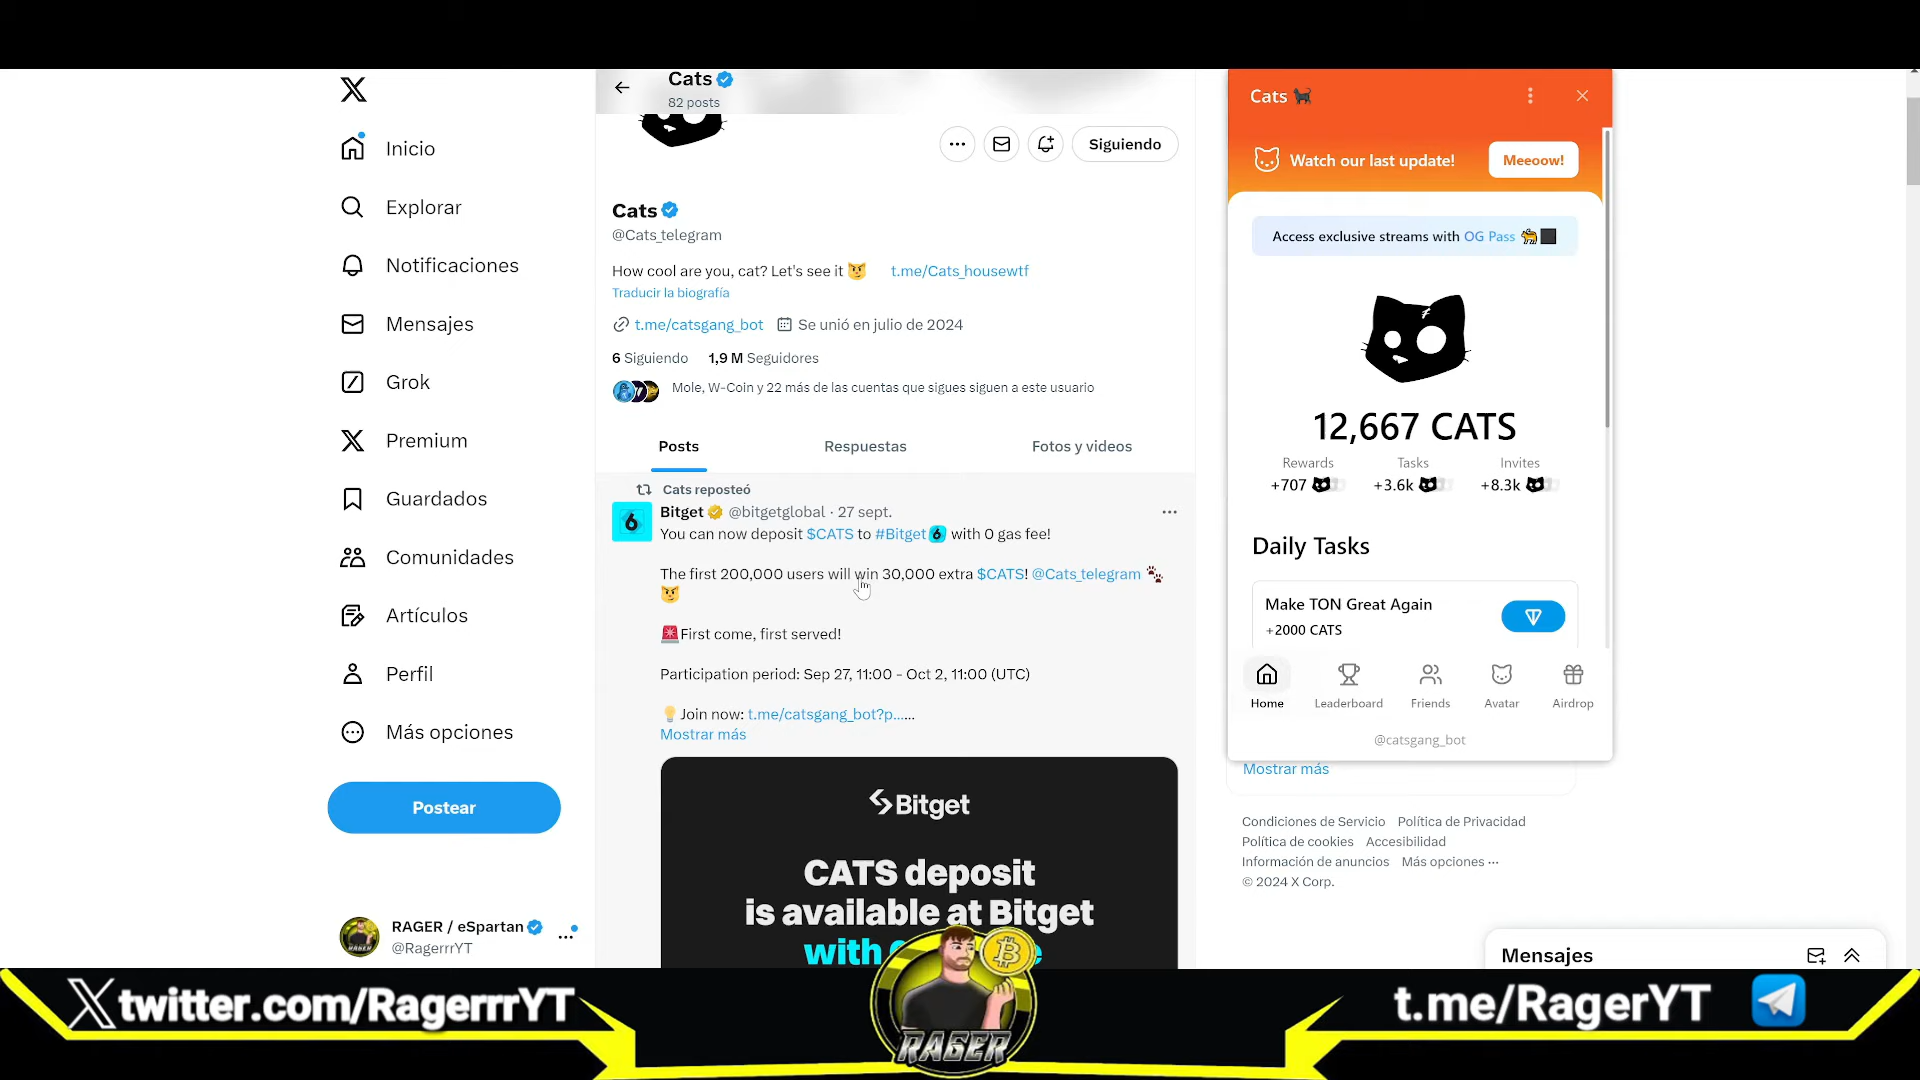 Inicio
Explorar
Notificaciones
Mensajes
Grok
Premium
Guardados
Comunidades
Artículos
Perfil
Más opciones
Postear
RAGER / eSpartan
@RagerrrYT
Cats
82 posts
Siguiendo
Cats
@Cats_telegram
How cool are you, cat? Let's see it 😼 t.me/Cats_housewtf
Traducir la biografía
t.me/catsgang_bot Se unió en julio de 2024
6 Siguiendo 1,9 M Seguidores
Mole, W-Coin y 22 más de las cuentas que sigues siguen a este usuario
Posts Respuestas Fotos y videos
Cats reposteó
Bitget @bitgetglobal · 27 sept.
You can now deposit $CATS to #Bitget with 0 gas fee!
The first 200,000 users will win 30,000 extra $CATS! @Cats_telegram 🐾
😼
🚨First come, first served!
Participation period: Sep 27, 11:00 - Oct 2, 11:00 (UTC)
💡Join now: t.me/catsgang_bot?p...…
Mostrar más
Bitget
CATS deposit
is available at Bitget
with
Cats 🐈‍⬛
Watch our last update! Meeoow!
Access exclusive streams with OG Pass 🐆⬛
12,667 CATS
Rewards Tasks Invites
+707 +3.6k +8.3k
Daily Tasks
Make TON Great Again
+2000 CATS
Home Leaderboard Friends Avatar Airdrop
@catsgang_bot
Mostrar más
Condiciones de Servicio Política de Privacidad
Política de cookies Accesibilidad
Información de anuncios Más opciones ···
© 2024 X Corp.
Mensajes
twitter.com/RagerrrYT
RAGER
t.me/RagerYT